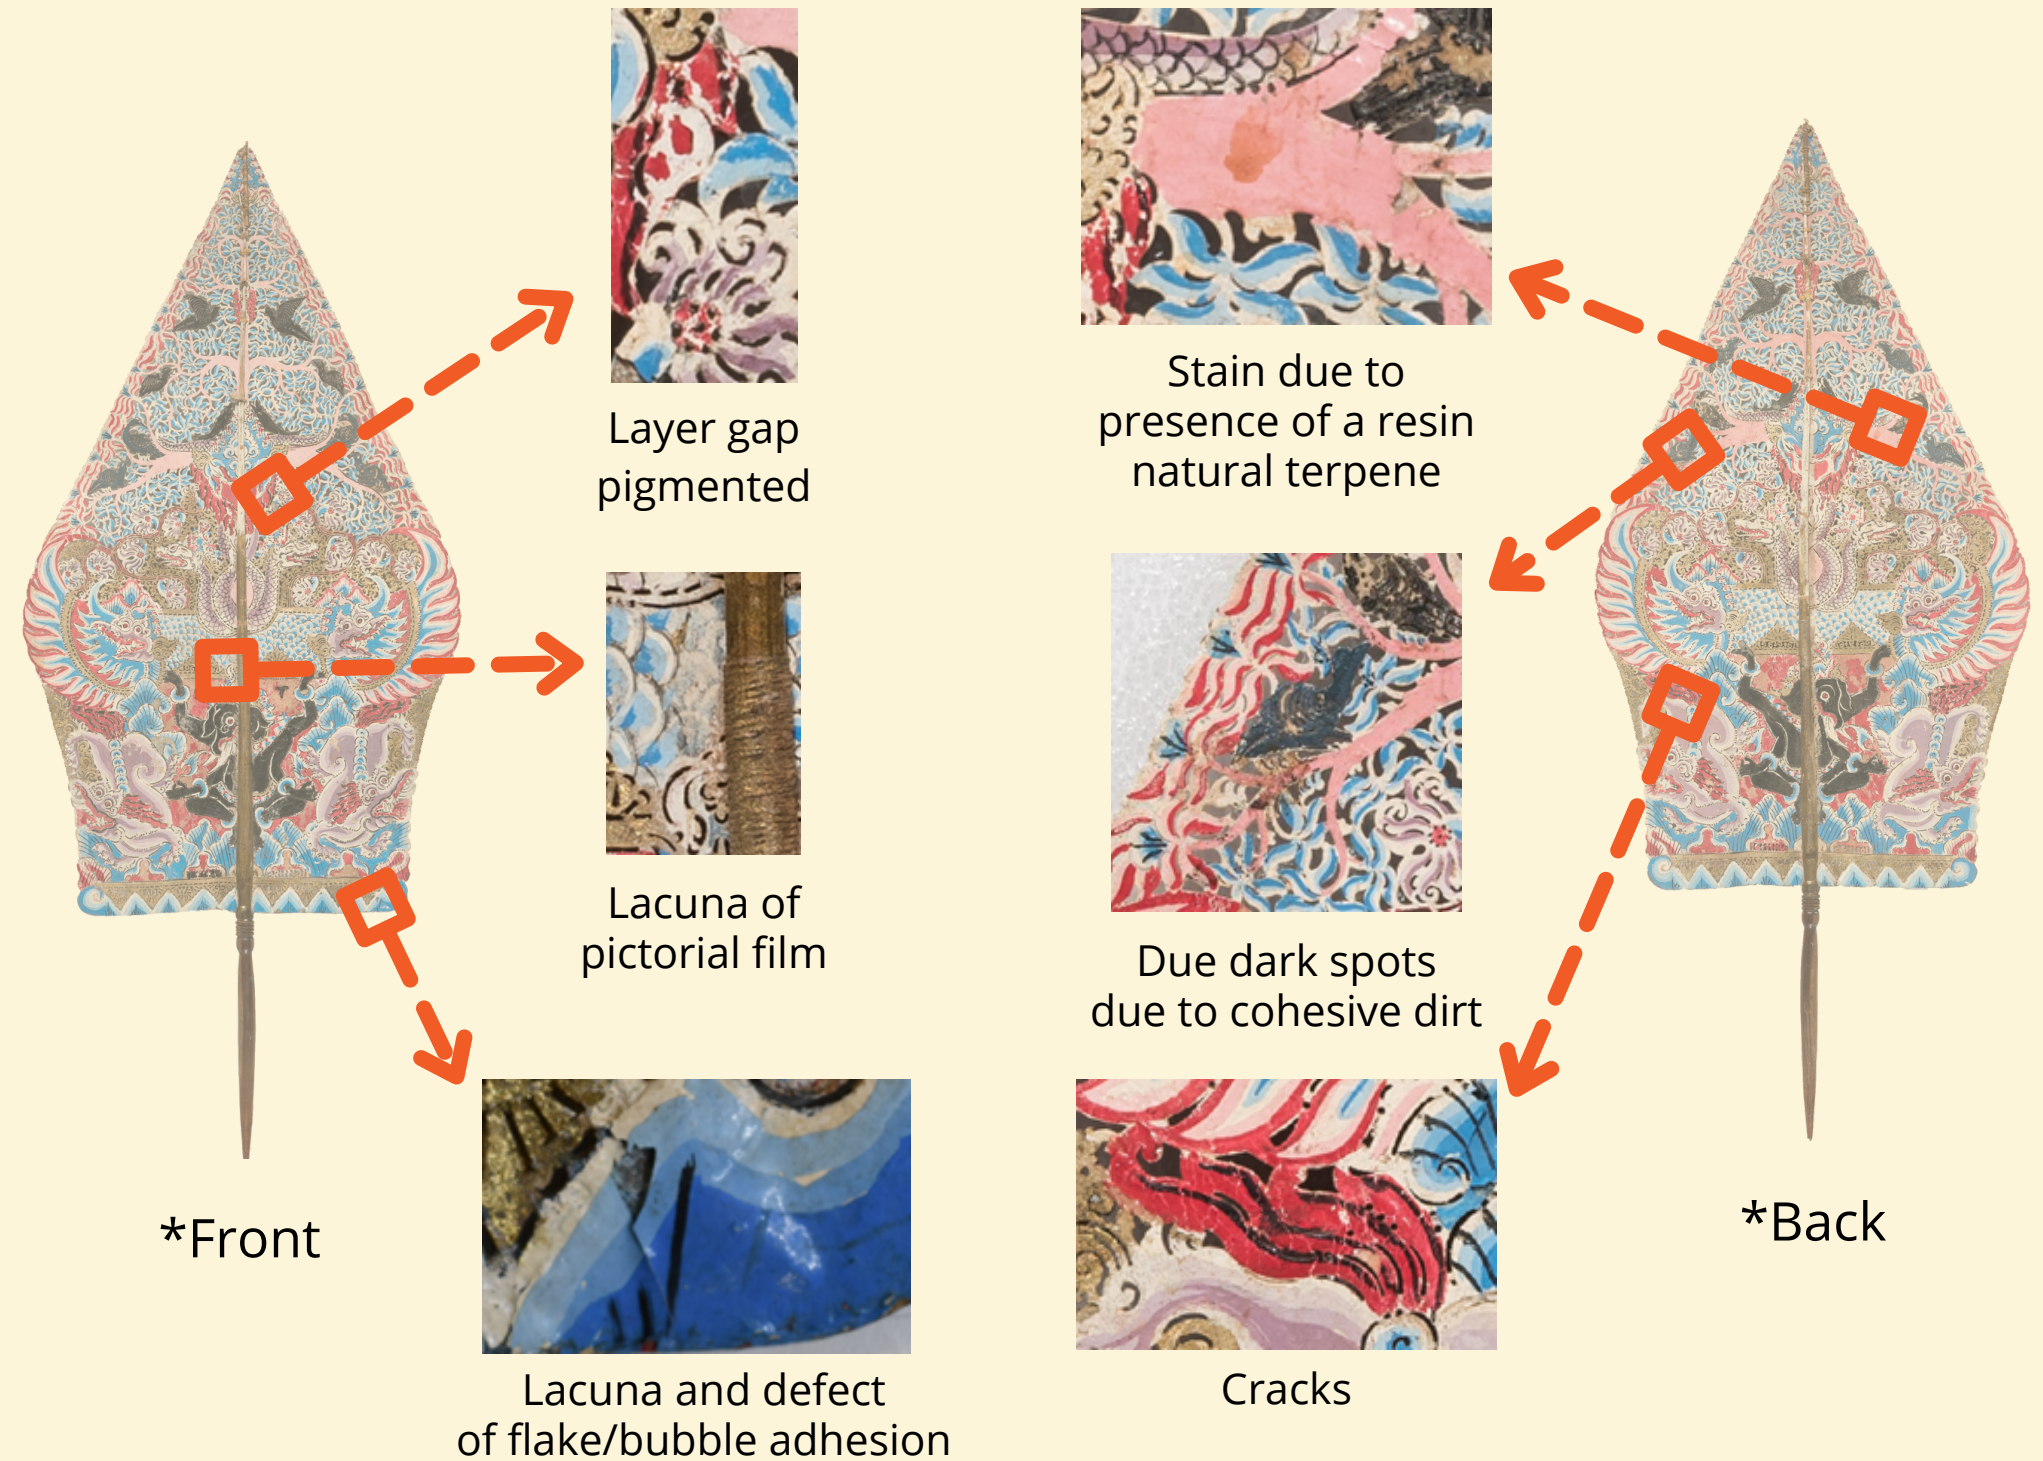 Layer gap
pigmented
Lacuna of
pictorial film
Lacuna and defect
of flake/bubble adhesion
*Front
Stain due to
presence of a resin
natural terpene
Due dark spots
due to cohesive dirt
Cracks
*Back